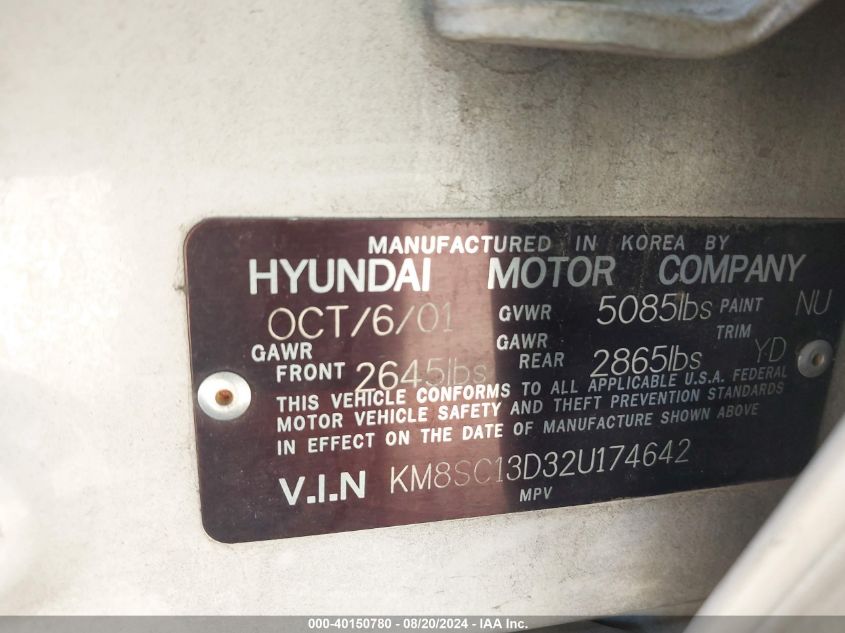 MANUFACTURED IN KOREA BY
HYUNDAI MOTOR COMPANY
OCT/6/01 GVWR 5085lbs PAINT NU
GAWR FRONT 2645lbs GAWR REAR 2865lbs TRIM YD
THIS VEHICLE CONFORMS TO ALL APPLICABLE U.S.A. FEDERAL
MOTOR VEHICLE SAFETY AND THEFT PREVENTION STANDARDS
IN EFFECT ON THE DATE OF MANUFACTURE SHOWN ABOVE
V.I.N KM8SC13D32U174642
MPV
000-40150780 - 08/20/2024 - IAA Inc.